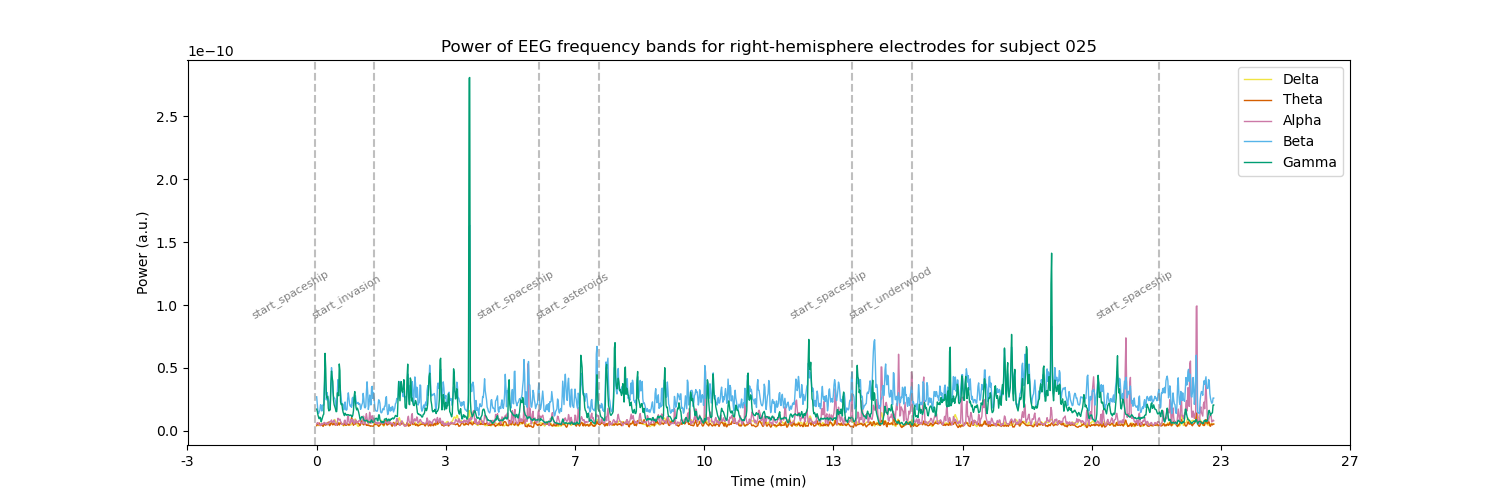 Power of EEG frequency bands for right-hemisphere electrodes for subject 025
1e−10
Delta
Theta
Alpha
Beta
Gamma
2.5
2.0
1.5
1.0
0.5
0.0
Power (a.u.)
start_spaceship
start_invasion
start_spaceship
start_asteroids
start_spaceship
start_underwood
start_spaceship
-3 0 3 7 10 13 17 20 23 27
Time (min)